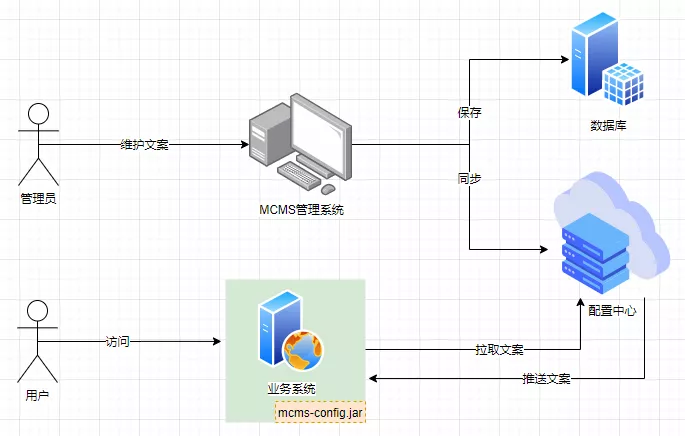 保存
数据库
维护文案
管理员
MCMS管理系统
同步
配置中心
访问
拉取文案
用户
业务系统
推送文案
mcms-config.jar